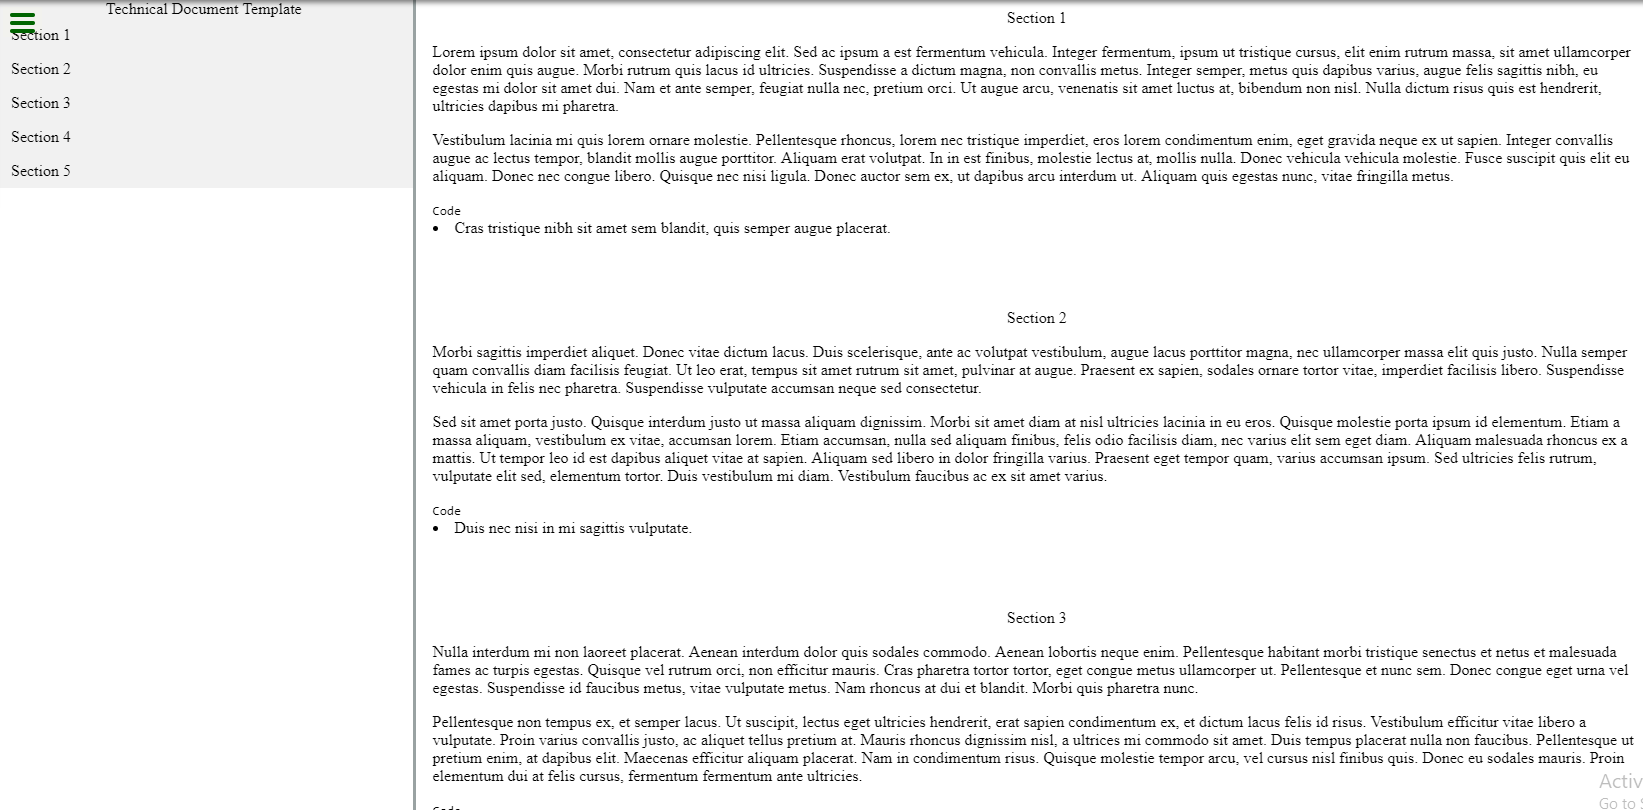 Technical Document Template
Section 1
Section 2
Section 3
Section 4
Section 5
Section 1
Lorem ipsum dolor sit amet, consectetur adipiscing elit. Sed ac ipsum a est fermentum vehicula. Integer fermentum, ipsum ut tristique cursus, elit enim rutrum massa, sit amet ullamcorper
dolor enim quis augue. Morbi rutrum quis lacus id ultricies. Suspendisse a dictum magna, non convallis metus. Integer semper, metus quis dapibus varius, augue felis sagittis nibh, eu
egestas mi dolor sit amet dui. Nam et ante semper, feugiat nulla nec, pretium orci. Ut augue arcu, venenatis sit amet luctus at, bibendum non nisl. Nulla dictum risus quis est hendrerit,
ultricies dapibus mi pharetra.
Vestibulum lacinia mi quis lorem ornare molestie. Pellentesque rhoncus, lorem nec tristique imperdiet, eros lorem condimentum enim, eget gravida neque ex ut sapien. Integer convallis
augue ac lectus tempor, blandit mollis augue porttitor. Aliquam erat volutpat. In in est finibus, molestie lectus at, mollis nulla. Donec vehicula vehicula molestie. Fusce suscipit quis elit eu
aliquam. Donec nec congue libero. Quisque nec nisi ligula. Donec auctor sem ex, ut dapibus arcu interdum ut. Aliquam quis egestas nunc, vitae fringilla metus.
Code
• Cras tristique nibh sit amet sem blandit, quis semper augue placerat.
Section 2
Morbi sagittis imperdiet aliquet. Donec vitae dictum lacus. Duis scelerisque, ante ac volutpat vestibulum, augue lacus porttitor magna, nec ullamcorper massa elit quis justo. Nulla semper
quam convallis diam facilisis feugiat. Ut leo erat, tempus sit amet rutrum sit amet, pulvinar at augue. Praesent ex sapien, sodales ornare tortor vitae, imperdiet facilisis libero. Suspendisse
vehicula in felis nec pharetra. Suspendisse vulputate accumsan neque sed consectetur.
Sed sit amet porta justo. Quisque interdum justo ut massa aliquam dignissim. Morbi sit amet diam at nisl ultricies lacinia in eu eros. Quisque molestie porta ipsum id elementum. Etiam a
massa aliquam, vestibulum ex vitae, accumsan lorem. Etiam accumsan, nulla sed aliquam finibus, felis odio facilisis diam, nec varius elit sem eget diam. Aliquam malesuada rhoncus ex a
mattis. Ut tempor leo id est dapibus aliquet vitae at sapien. Aliquam sed libero in dolor fringilla varius. Praesent eget tempor quam, varius accumsan ipsum. Sed ultricies felis rutrum,
vulputate elit sed, elementum tortor. Duis vestibulum mi diam. Vestibulum faucibus ac ex sit amet varius.
Code
• Duis nec nisi in mi sagittis vulputate.
Section 3
Nulla interdum mi non laoreet placerat. Aenean interdum dolor quis sodales commodo. Aenean lobortis neque enim. Pellentesque habitant morbi tristique senectus et netus et malesuada
fames ac turpis egestas. Quisque vel rutrum orci, non efficitur mauris. Cras pharetra tortor tortor, eget congue metus ullamcorper ut. Pellentesque et nunc sem. Donec congue eget urna vel
egestas. Suspendisse id faucibus metus, vitae vulputate metus. Nam rhoncus at dui et blandit. Morbi quis pharetra nunc.
Pellentesque non tempus ex, et semper lacus. Ut suscipit, lectus eget ultricies hendrerit, erat sapien condimentum ex, et dictum lacus felis id risus. Vestibulum efficitur vitae libero a
vulputate. Proin varius convallis justo, ac aliquet tellus pretium at. Mauris rhoncus dignissim nisl, a ultrices mi commodo sit amet. Duis tempus placerat nulla non faucibus. Pellentesque ut
pretium enim, at dapibus elit. Maecenas efficitur aliquam placerat. Nam in condimentum risus. Quisque molestie tempor arcu, vel cursus nisl finibus quis. Donec eu sodales mauris. Proin
elementum dui at felis cursus, fermentum fermentum ante ultricies.
Activ
Go to